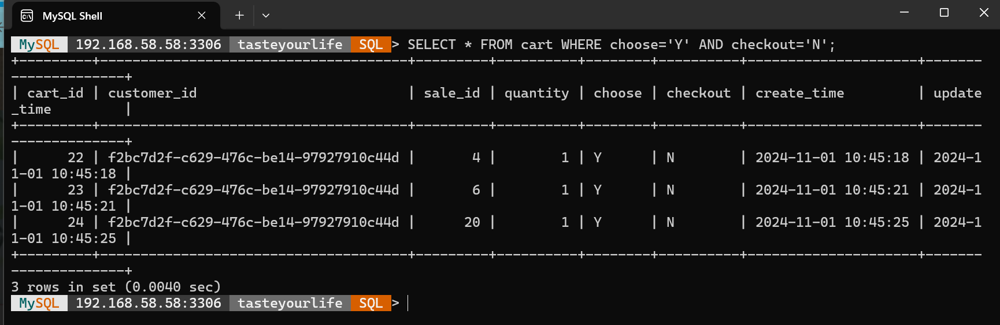 MySQL Shell
MySQL 192.168.58.58:3306 tasteyourlife SQL > SELECT * FROM cart WHERE choose='Y' AND checkout='N';
+---------+--------------------------------------+---------+----------+--------+----------+---------------------+-------
--------------+
| cart_id | customer_id                          | sale_id | quantity | choose | checkout | create_time         | update
_time         |
+---------+--------------------------------------+---------+----------+--------+----------+---------------------+-------
--------------+
|      22 | f2bc7d2f-c629-476c-be14-97927910c44d |       4 |        1 | Y      | N        | 2024-11-01 10:45:18 | 2024-1
1-01 10:45:18 |
|      23 | f2bc7d2f-c629-476c-be14-97927910c44d |       6 |        1 | Y      | N        | 2024-11-01 10:45:21 | 2024-1
1-01 10:45:21 |
|      24 | f2bc7d2f-c629-476c-be14-97927910c44d |      20 |        1 | Y      | N        | 2024-11-01 10:45:25 | 2024-1
1-01 10:45:25 |
+---------+--------------------------------------+---------+----------+--------+----------+---------------------+-------
--------------+
3 rows in set (0.0040 sec)
MySQL 192.168.58.58:3306 tasteyourlife SQL >